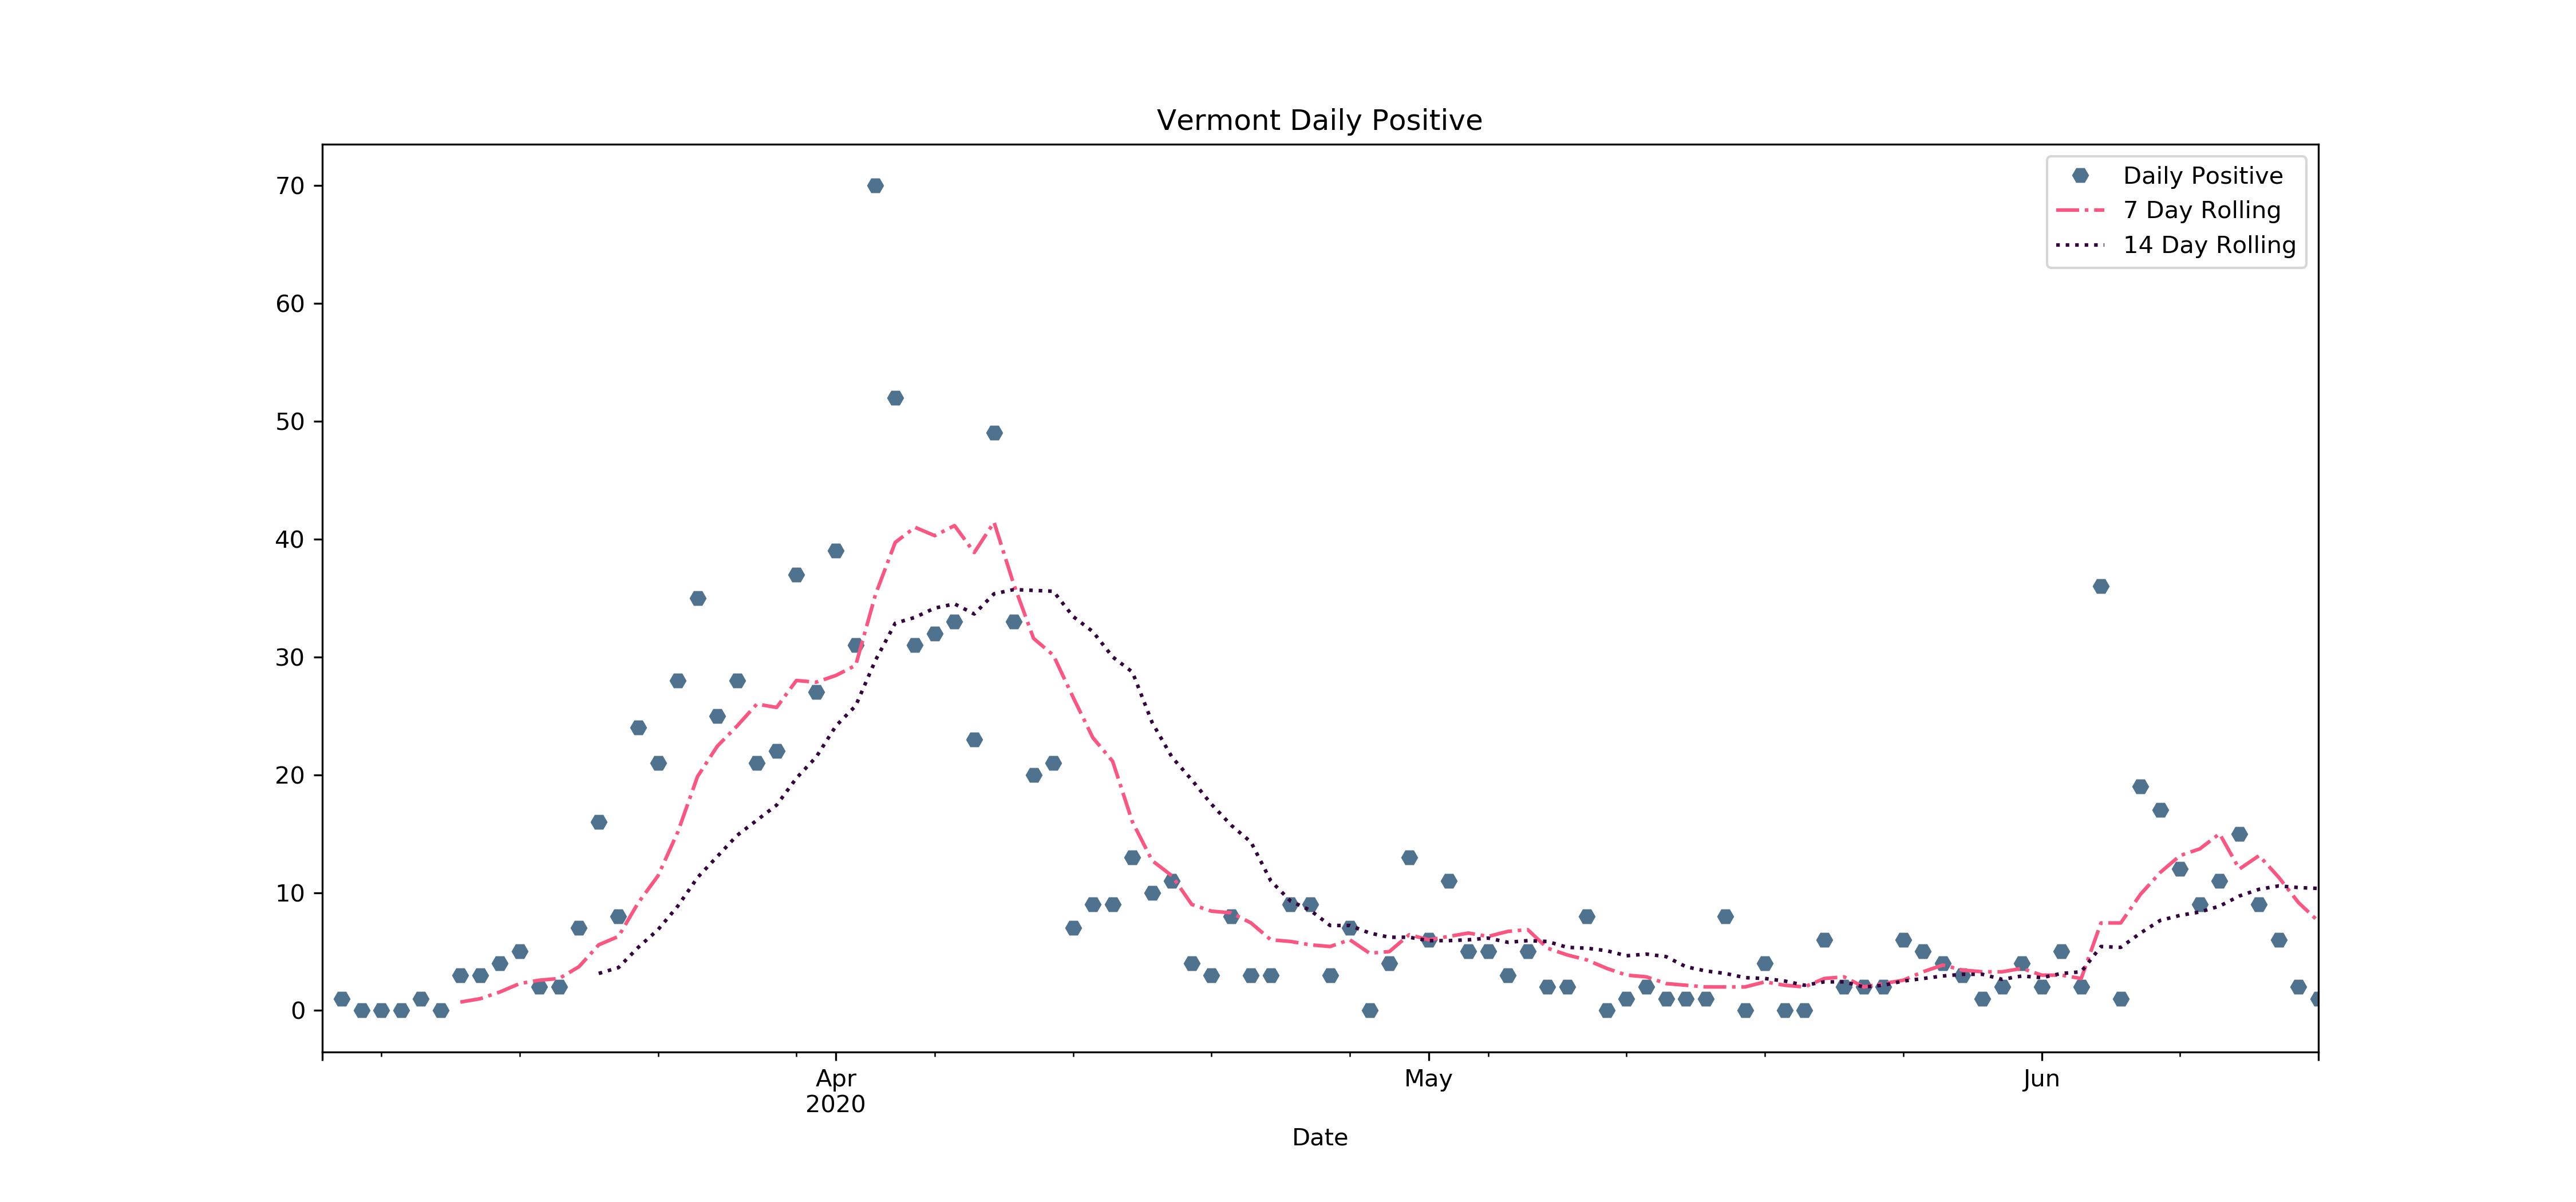 Vermont Daily Positive
70
60
50
40
30
20
10
0
Daily Positive
7 Day Rolling
14 Day Rolling
Apr
2020
May
Jun
Date